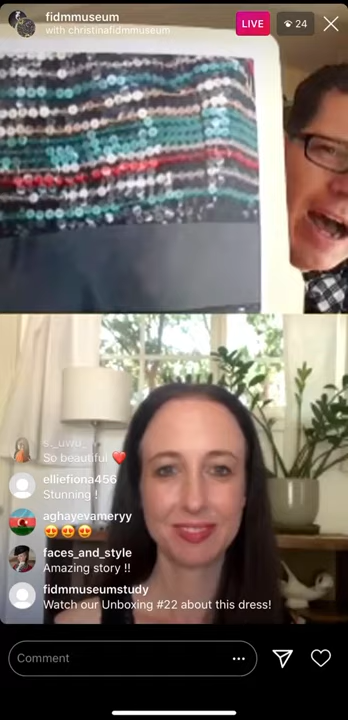 fidmmuseum
with christinafidmmuseum
LIVE
24
s._uwu_
So beautiful ❤️
elliefiona456
Stunning !
aghayevameryy
😍😍😍
faces_and_style
Amazing story !!
fidmmuseumstudy
Watch our Unboxing #22 about this dress!
Comment